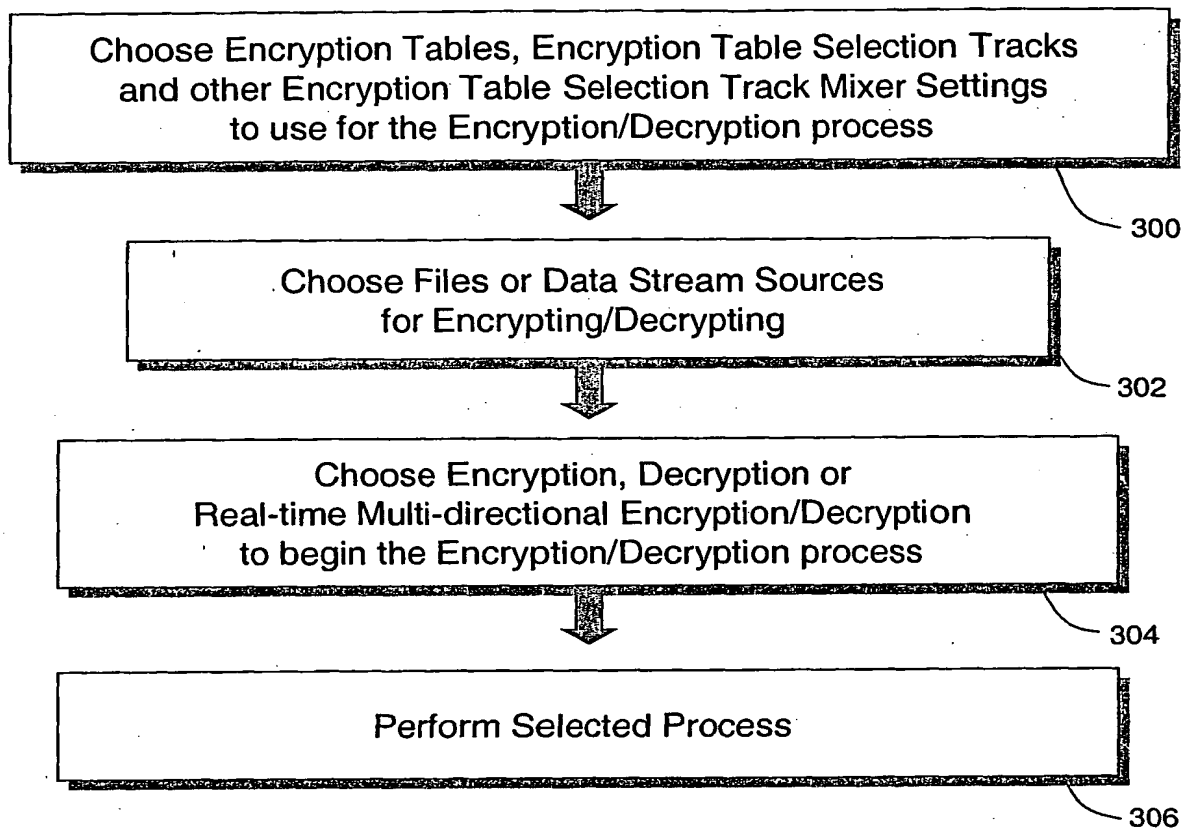 Choose Encryption Tables, Encryption Table Selection Tracks
and other Encryption Table Selection Track Mixer Settings
to use for the Encryption/Decryption process
300
Choose Files or Data Stream Sources
for Encrypting/Decrypting
302
Choose Encryption, Decryption or
Real-time Multi-directional Encryption/Decryption
to begin the Encryption/Decryption process
304
Perform Selected Process
306